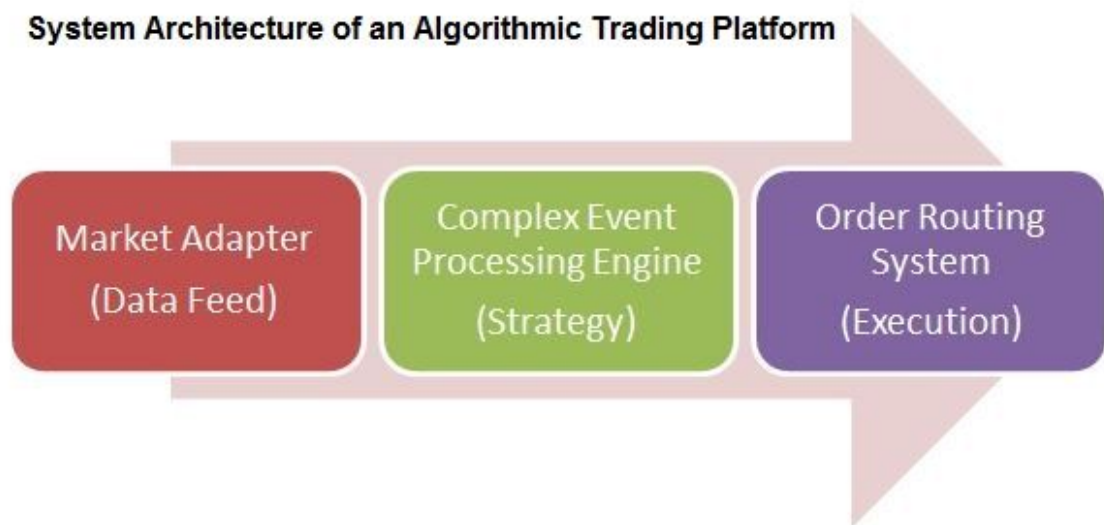 System Architecture of an Algorithmic Trading Platform
Market Adapter
(Data Feed)
Complex Event
Processing Engine
(Strategy)
Order Routing
System
(Execution)